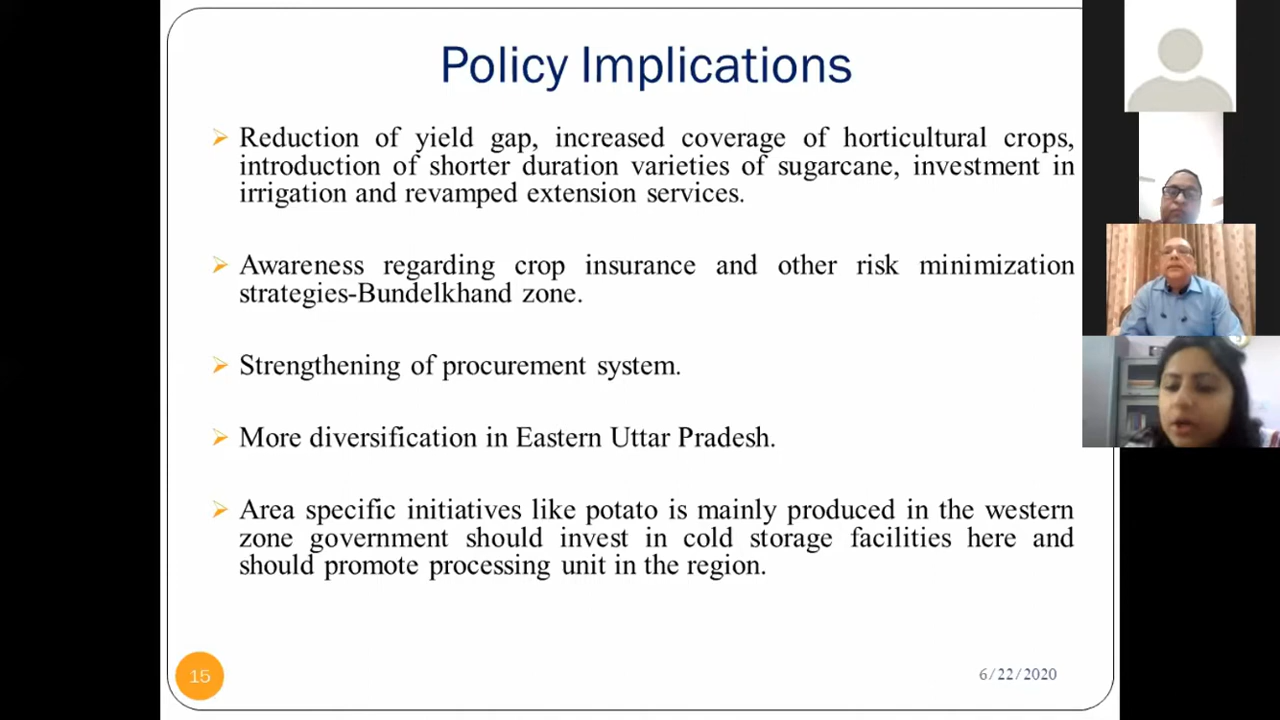 Policy Implications
Reduction of yield gap, increased coverage of horticultural crops,
introduction of shorter duration varieties of sugarcane, investment in
irrigation and revamped extension services.
Awareness regarding crop insurance and other risk minimization
strategies-Bundelkhand zone.
Strengthening of procurement system.
More diversification in Eastern Uttar Pradesh.
Area specific initiatives like potato is mainly produced in the western
zone government should invest in cold storage facilities here and
should promote processing unit in the region.
15
6/22/2020